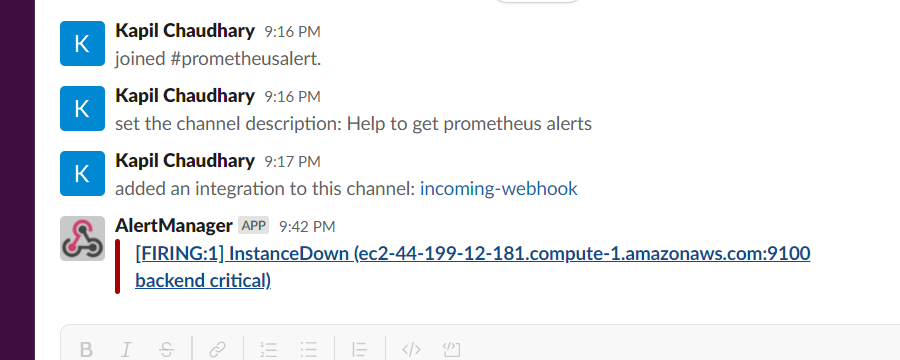 Kapil Chaudhary 9:16 PM
joined #prometheusalert.
Kapil Chaudhary 9:16 PM
set the channel description: Help to get prometheus alerts
Kapil Chaudhary 9:17 PM
added an integration to this channel: incoming-webhook
AlertManager APP 9:42 PM
[FIRING:1] InstanceDown (ec2-44-199-12-181.compute-1.amazonaws.com:9100
backend critical)